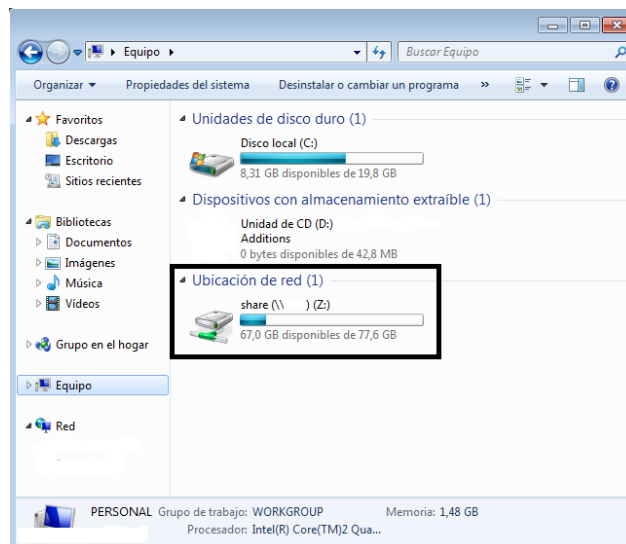 Equipo
Buscar Equipo
Organizar
Propiedades del sistema
Desinstalar o cambiar un programa
»
Favoritos
Descargas
Escritorio
Sitios recientes
Bibliotecas
Documentos
Imágenes
Música
Vídeos
Grupo en el hogar
Equipo
Red
Unidades de disco duro (1)
Disco local (C:)
8,31 GB disponibles de 19,8 GB
Dispositivos con almacenamiento extraíble (1)
Unidad de CD (D:)
Additions
0 bytes disponibles de 42,8 MB
Ubicación de red (1)
share (\\ ) (Z:)
67,0 GB disponibles de 77,6 GB
PERSONAL Grupo de trabajo: WORKGROUP Memoria: 1,48 GB
Procesador: Intel(R) Core(TM)2 Qua...